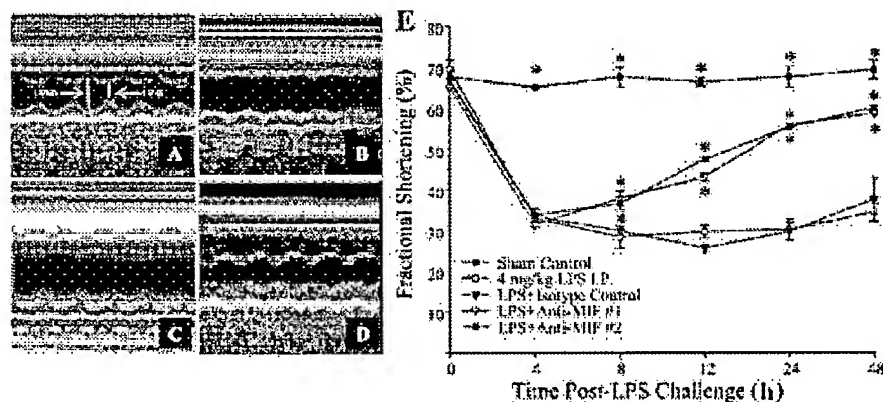 A
B
C
D
E
Fractional Shortening (%)
80
70
60
50
40
30
20
10
Sham Control
4 mg/kg LPS I.P.
LPS+Isotype Control
LPS+Anti-MIF #1
LPS+Anti-MIF #2
0 4 8 12 24 48
Time Post-LPS Challenge (h)